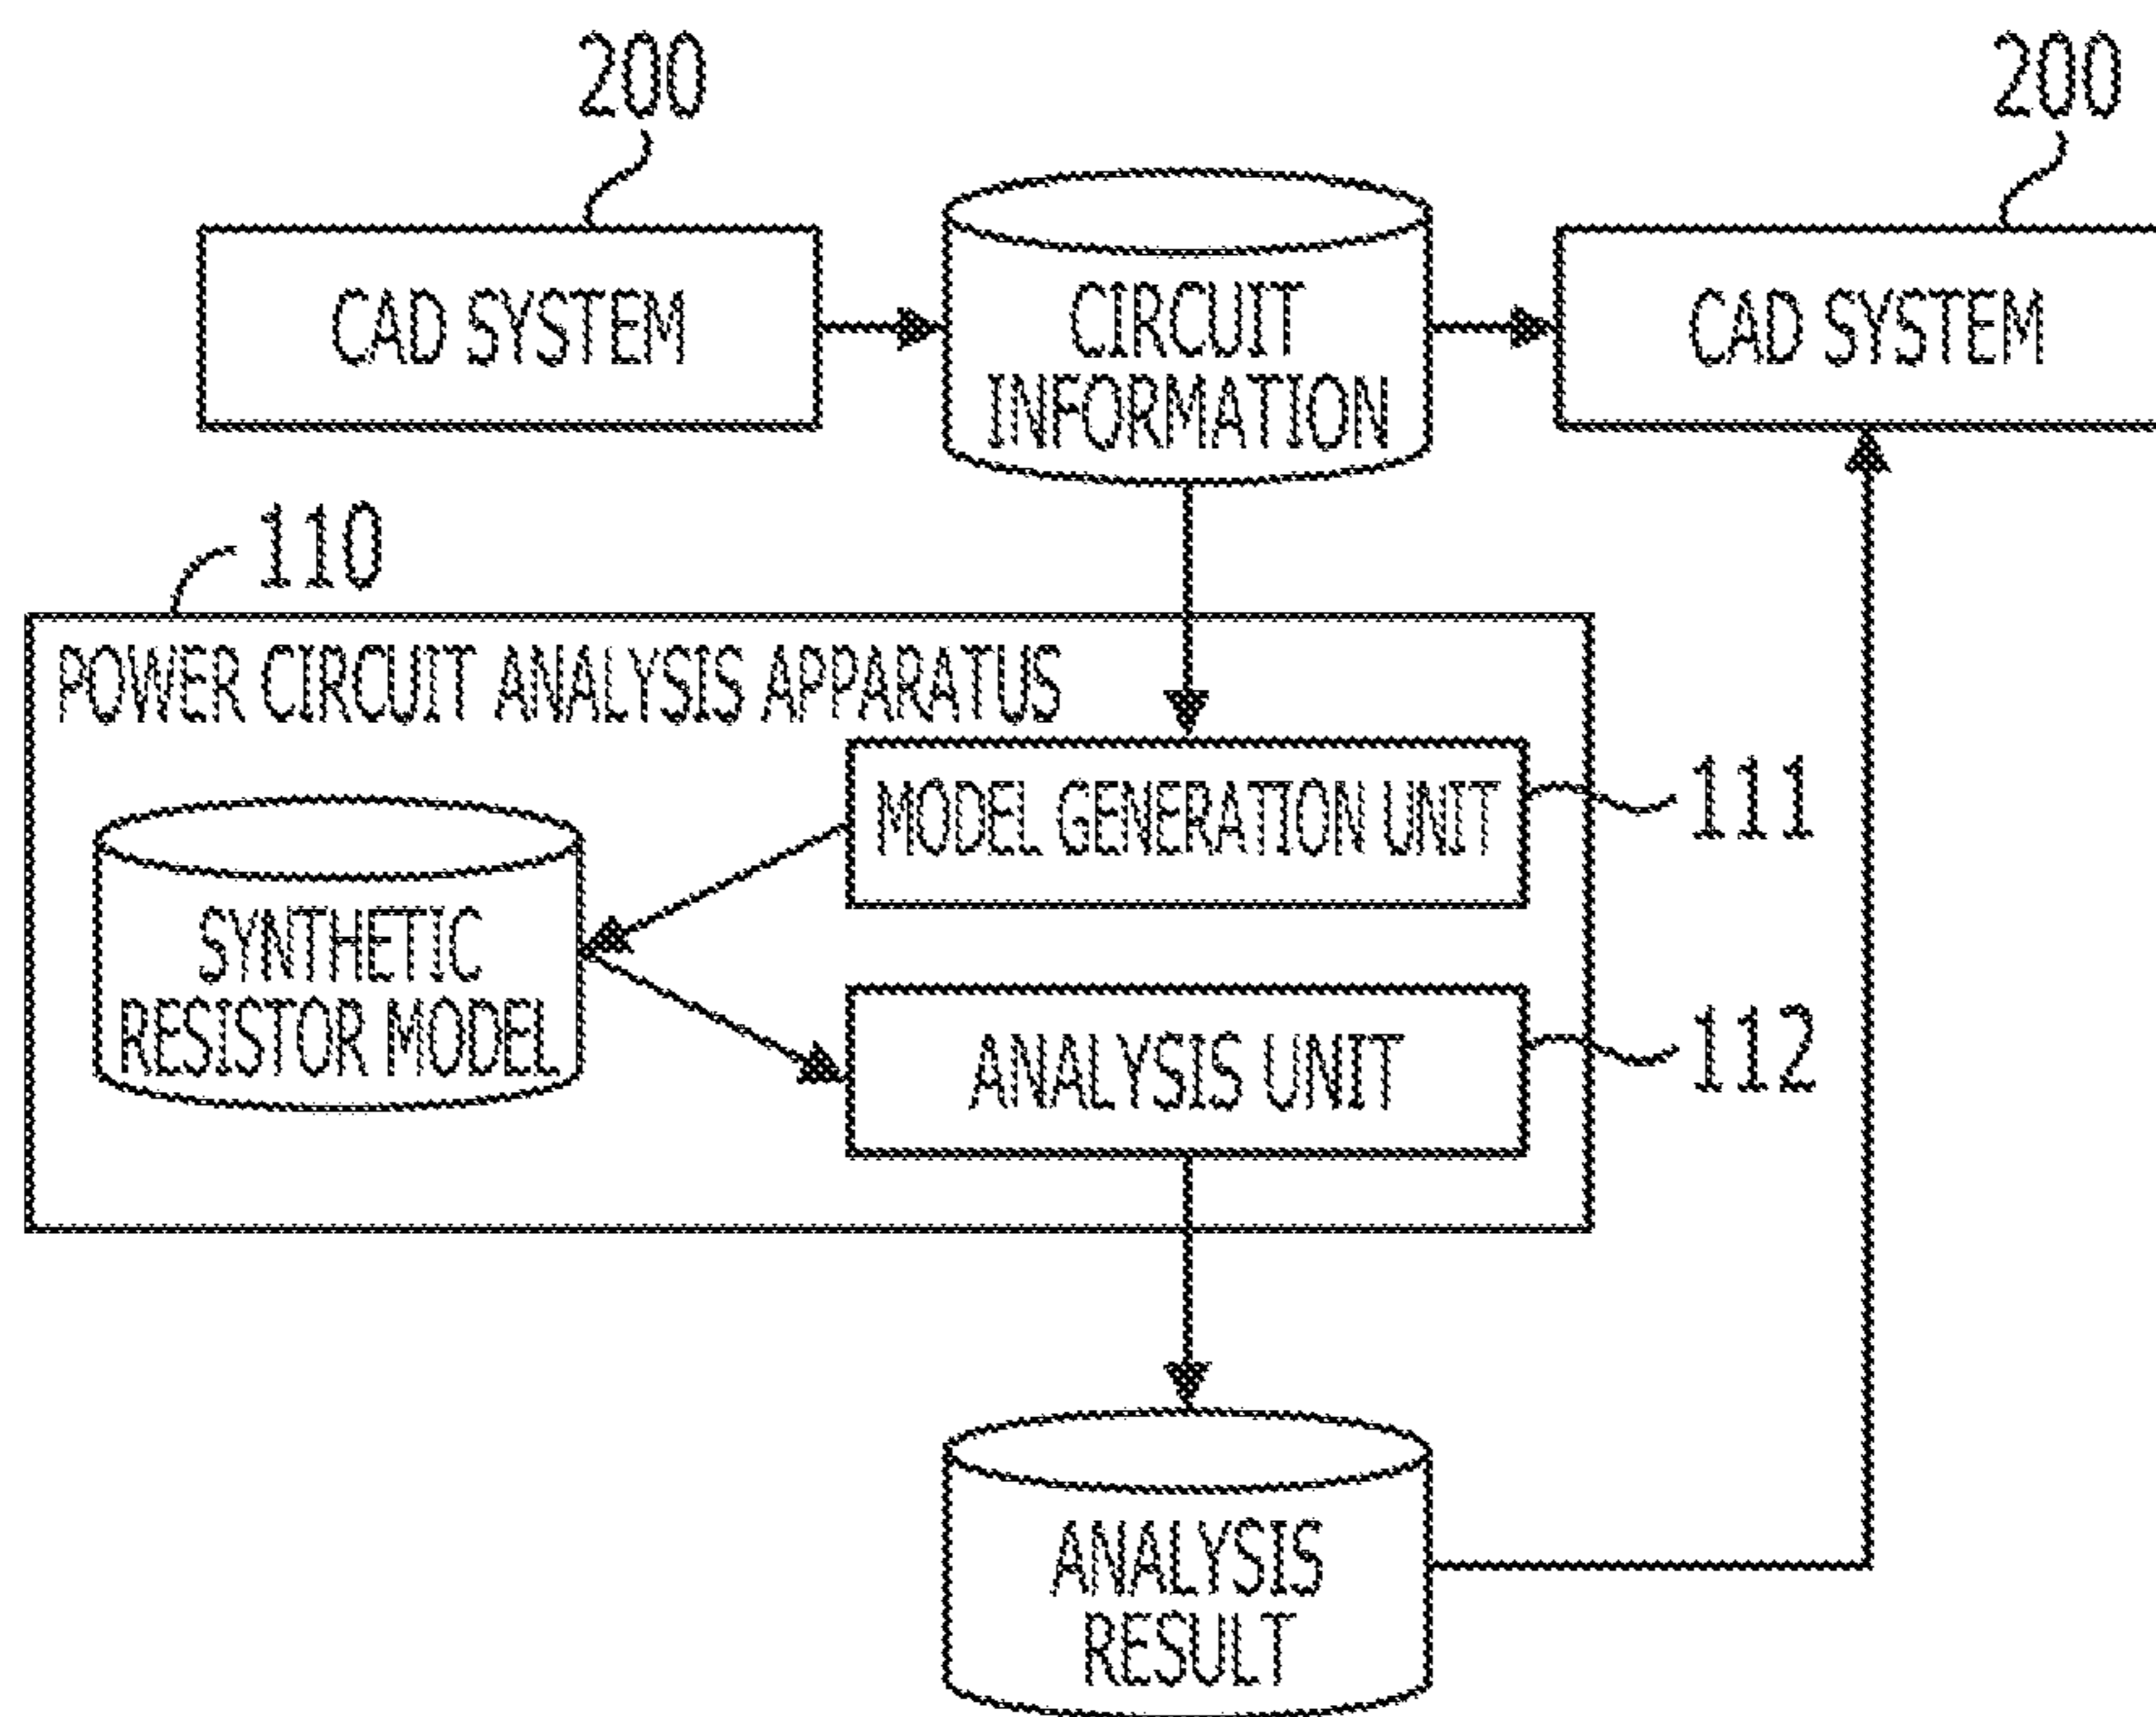 200
200
CAD SYSTEM
CIRCUIT
INFORMATION
CAD SYSTEM
110
POWER CIRCUIT ANALYSIS APPARATUS
MODEL GENERATION UNIT
111
SYNTHETIC
RESISTOR MODEL
ANALYSIS UNIT
112
ANALYSIS
RESULT